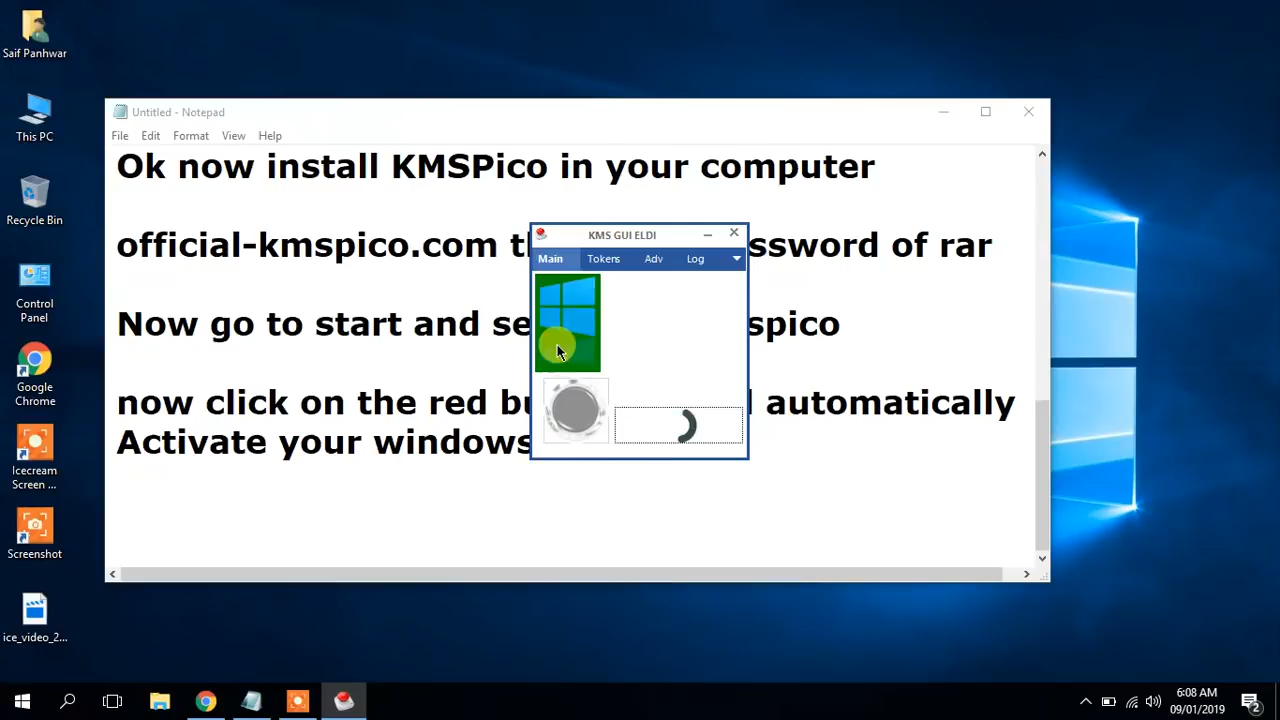 Saif Panhwar
This PC
Recycle Bin
Control
Panel
Google
Chrome
Icecream
Screen ...
Screenshot
ice_video_2...
Untitled - Notepad
File Edit Format View Help
Ok now install KMSPico in your computer
official-kmspico.com ssword of rar
Now go to start and spico
now click on the red automatically
Activate your windows
KMS GUI ELDI
Main Tokens Adv Log
6:08 AM
09/01/2019
2